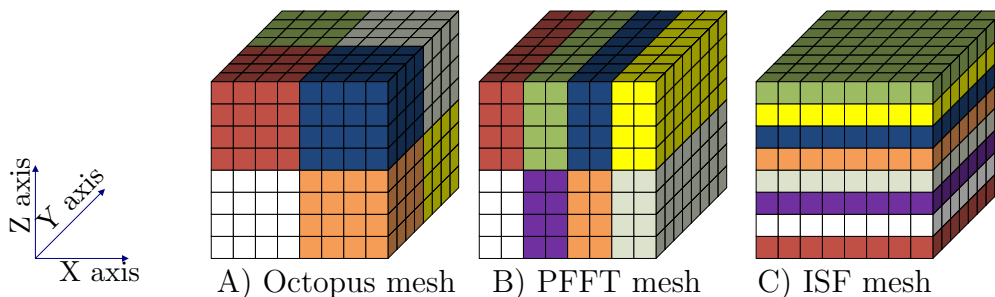 Z axis
Y axis
X axis
A) Octopus mesh
B) PFFT mesh
C) ISF mesh